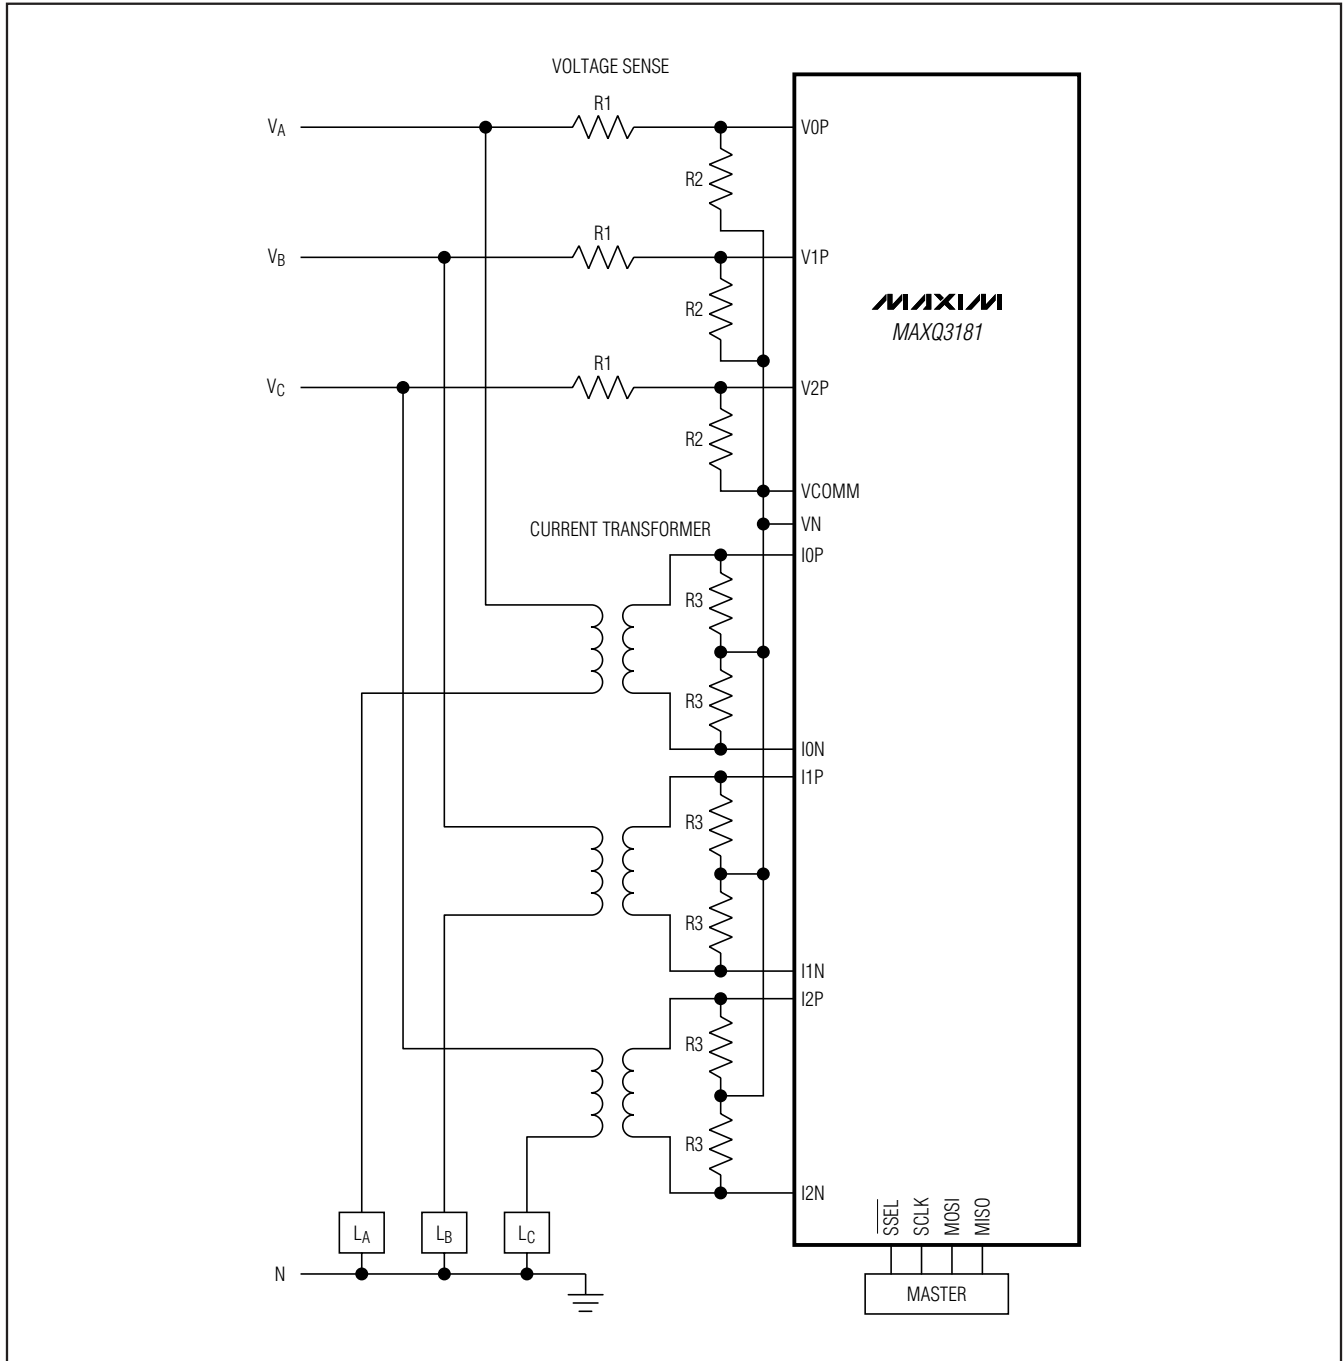 VOLTAGE SENSE
R1
VA
V0P
R2
R1
VB
V1P
R2
MAXIM
MAXQ3181
R1
VC
V2P
R2
VCOMM
VN
CURRENT TRANSFORMER
I0P
R3
R3
I0N
I1P
R3
R3
I1N
I2P
R3
R3
I2N
SSEL
SCLK
MOSI
MISO
LA
LB
LC
N
MASTER